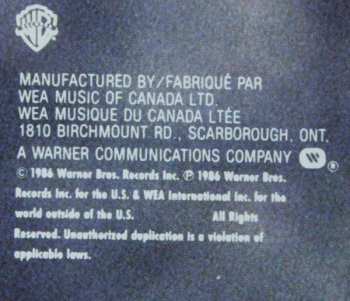 MANUFACTURED BY/FABRIQUÉ PAR
WEA MUSIC OF CANADA LTD.
WEA MUSIQUE DU CANADA LTÉE
1810 BIRCHMOUNT RD., SCARBOROUGH, ONT.
A WARNER COMMUNICATIONS COMPANY
© 1986 Warner Bros. Records Inc. ℗ 1986 Warner Bros.
Records Inc. for the U.S. & WEA International Inc. for the
world outside of the U.S. All Rights
Reserved. Unauthorized duplication is a violation of
applicable laws.